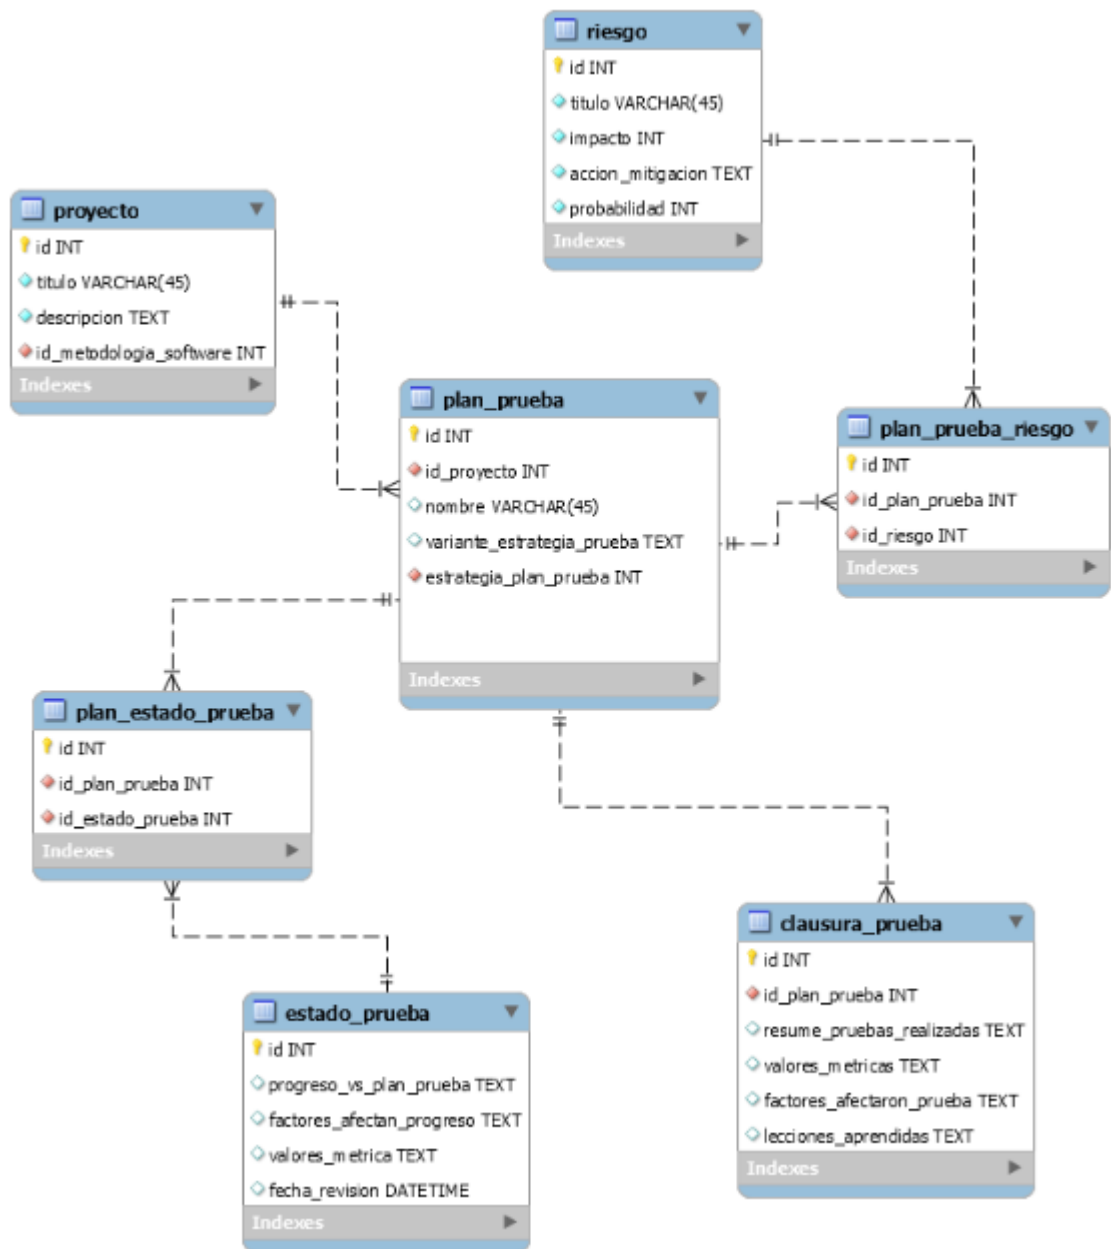 riesgo
id INT
titulo VARCHAR(45)
impacto INT
accion_mitigacion TEXT
probabilidad INT
Indexes
proyecto
id INT
titulo VARCHAR(45)
descripcion TEXT
id_metodologia_software INT
Indexes
plan_prueba
id INT
id_proyecto INT
nombre VARCHAR(45)
variante_estrategia_prueba TEXT
estrategia_plan_prueba INT
Indexes
plan_prueba_riesgo
id INT
id_plan_prueba INT
id_riesgo INT
Indexes
plan_estado_prueba
id INT
id_plan_prueba INT
id_estado_prueba INT
Indexes
clausura_prueba
id INT
id_plan_prueba INT
resume_pruebas_realizadas TEXT
valores_metricas TEXT
factores_afectaron_prueba TEXT
lecciones_aprendidas TEXT
Indexes
estado_prueba
id INT
progreso_vs_plan_prueba TEXT
factores_afectan_progreso TEXT
valores_metrica TEXT
fecha_revision DATETIME
Indexes